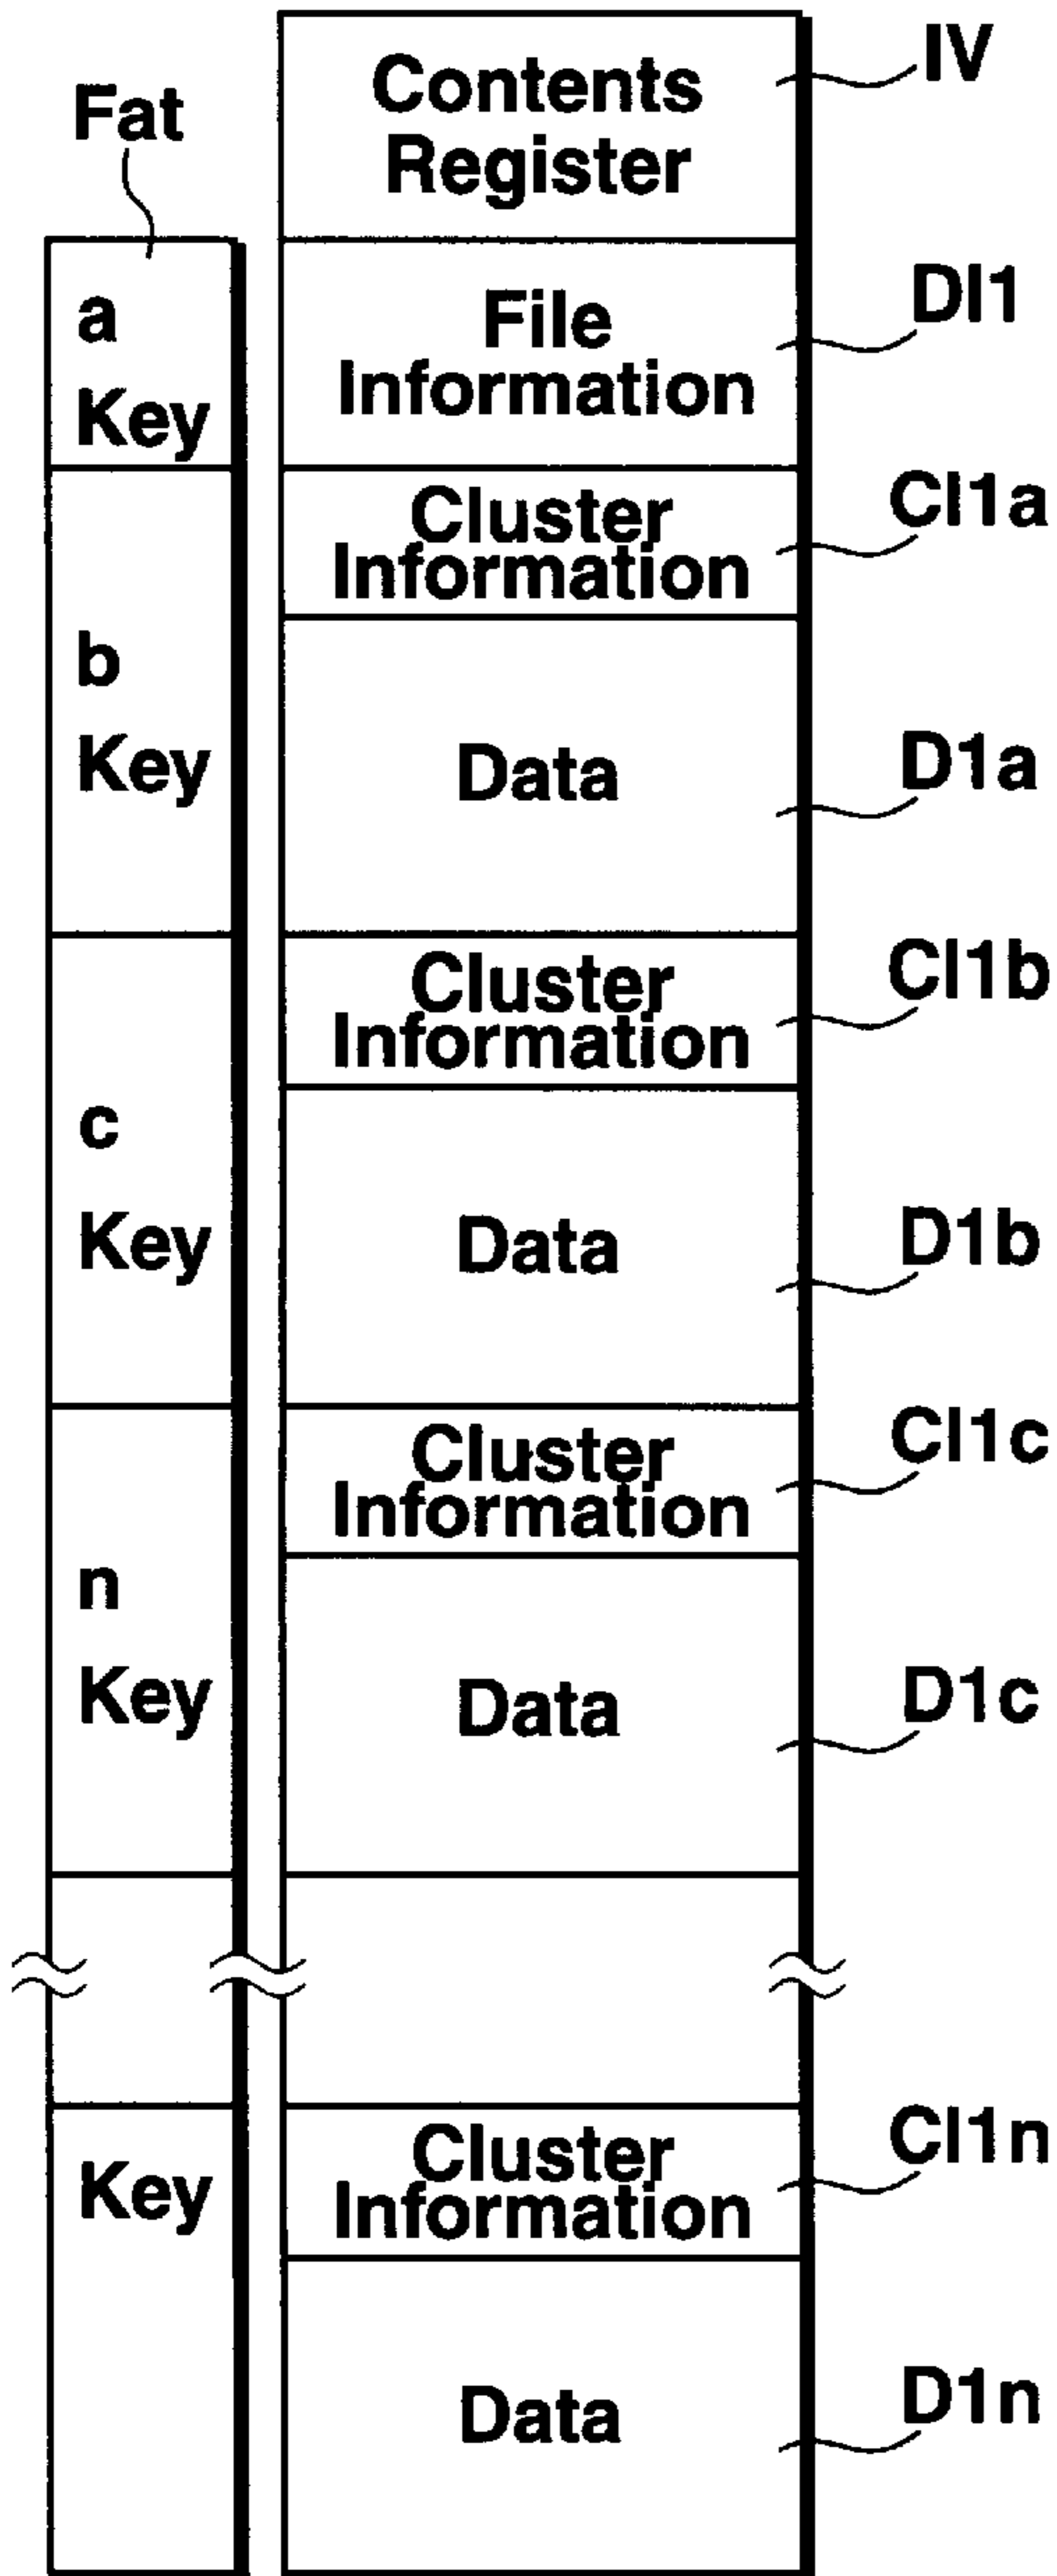 IV
Contents
Register
Fat
DI1
a
Key
File
Information
CI1a
Cluster
Information
b
Key
Data
D1a
CI1b
Cluster
Information
c
Key
Data
D1b
CI1c
Cluster
Information
n
Key
Data
D1c
CI1n
Cluster
Information
Key
Data
D1n